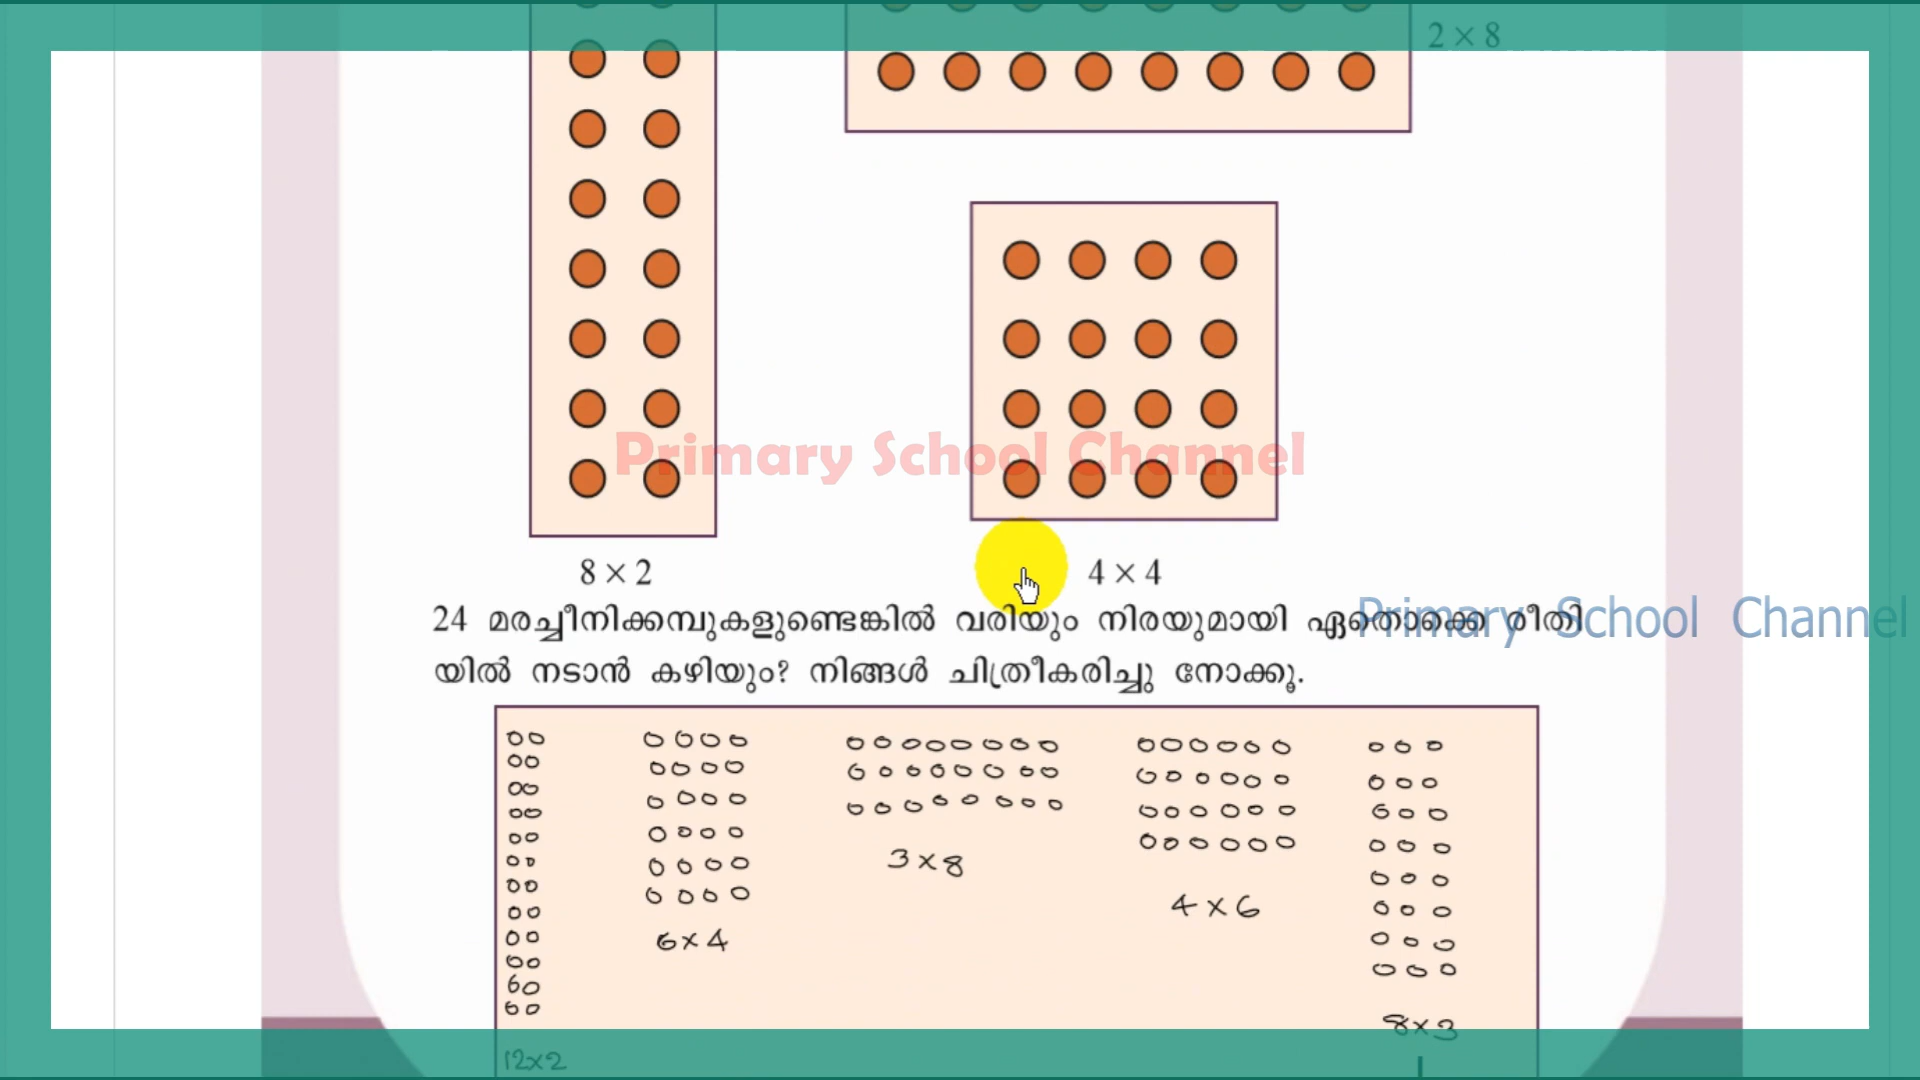 2 × 8
Primary School Channel
8 × 2
4 × 4
24 മരച്ചീനിക്കമ്പുകളുണ്ടെങ്കിൽ വരിയും നിരയുമായി ഏതൊക്കെ രീതി
യിൽ നടാൻ കഴിയും? നിങ്ങൾ ചിത്രീകരിച്ചു നോക്കൂ.
Primary School Channel
3 × 8
4 × 6
6 × 4
8 × 3
12 × 2